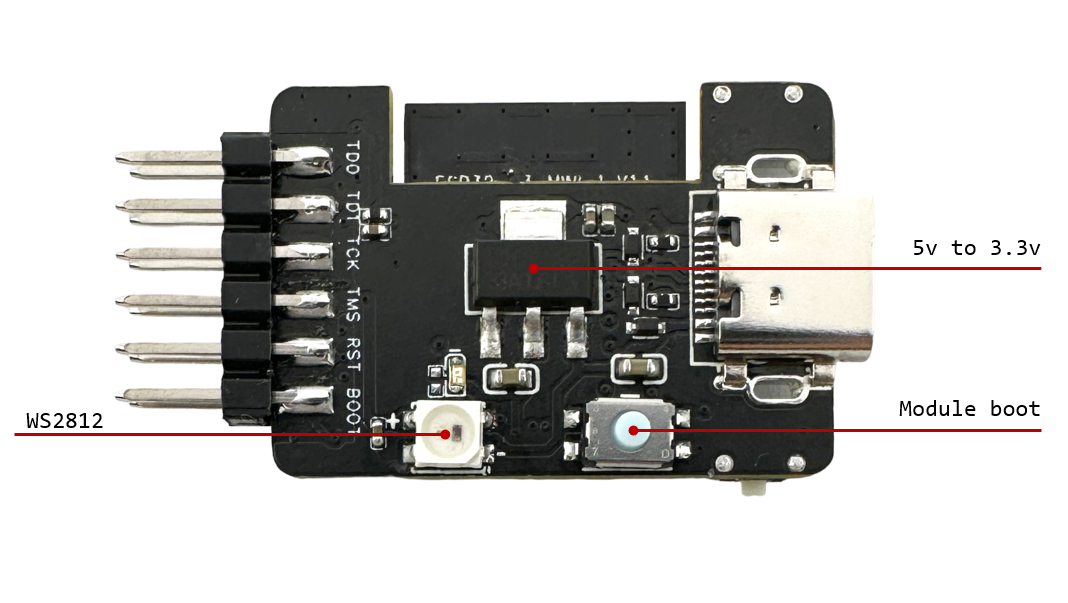 TDO
TDI
TCK
TMS
RST
BOOT
5v to 3.3v
WS2812
Module boot
+
-